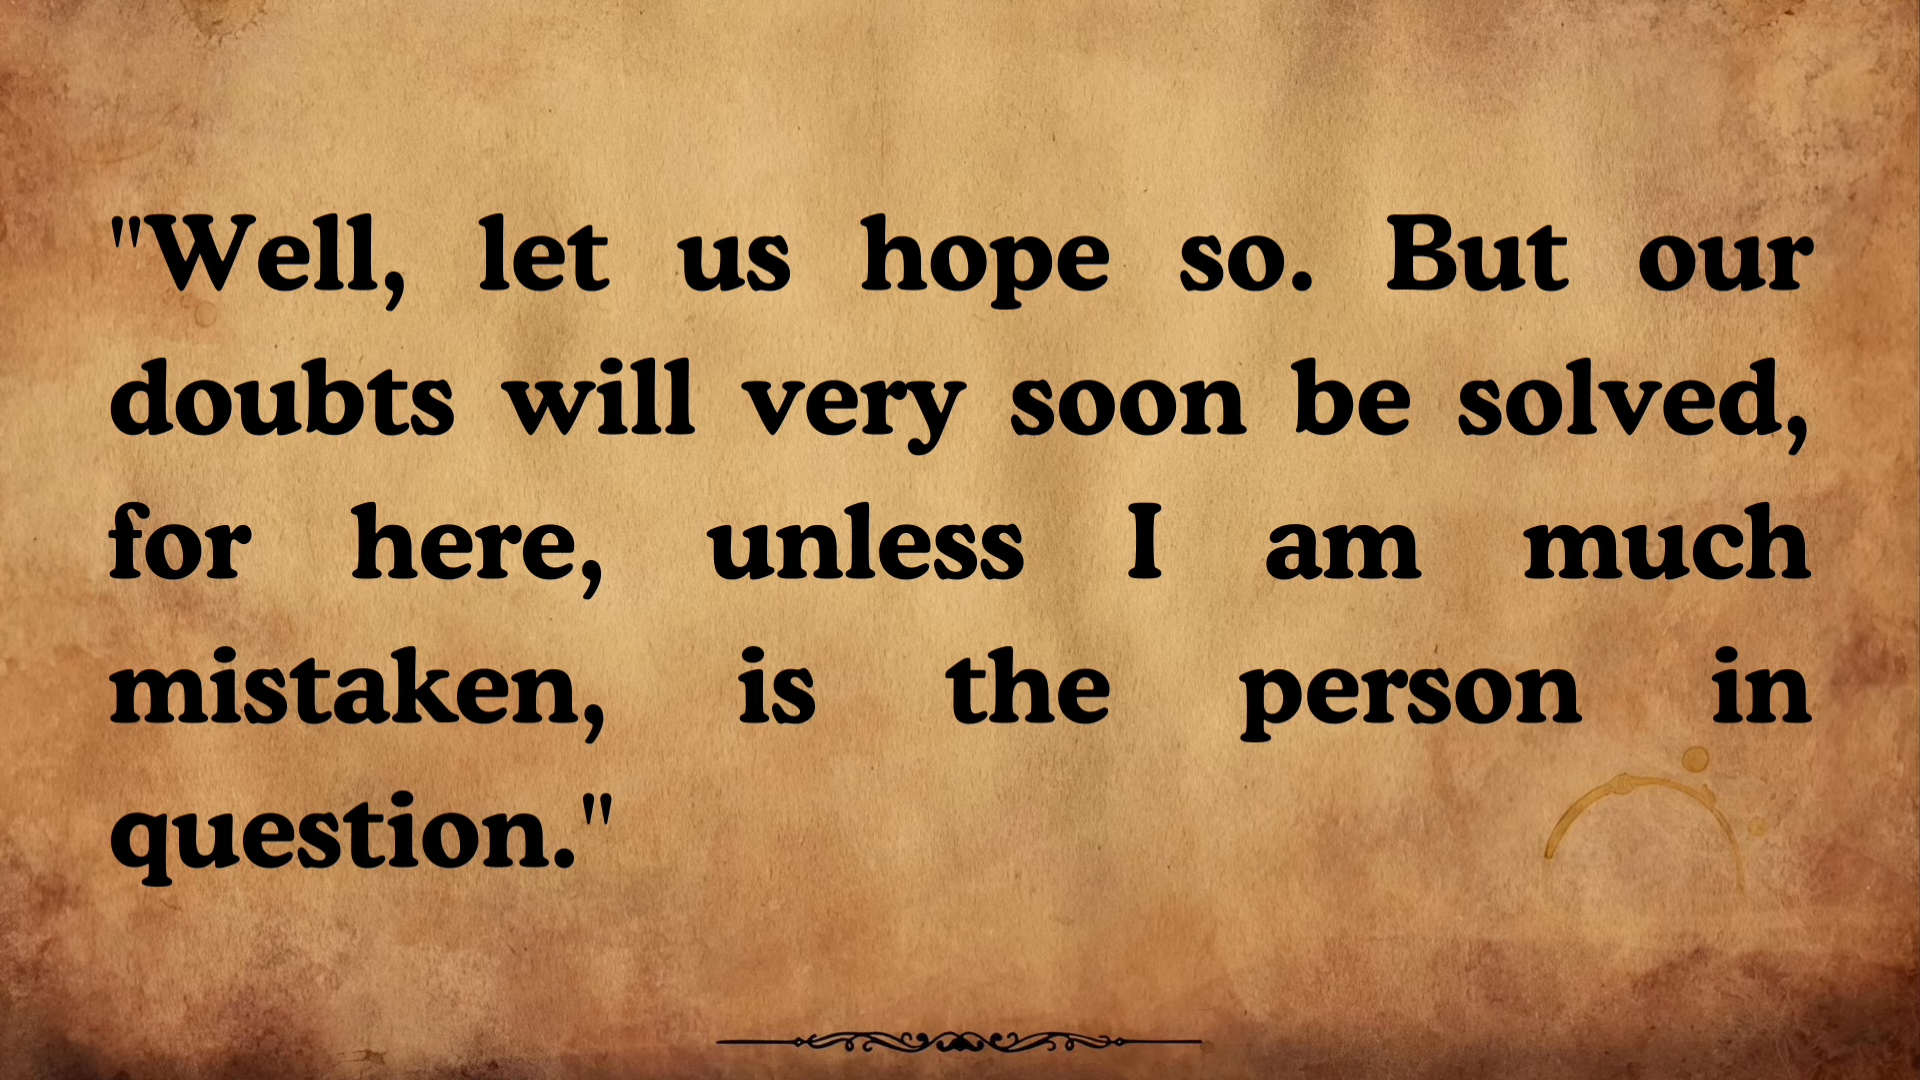 "Well, let us hope so. But our
doubts will very soon be solved,
for here, unless I am much
mistaken, is the person in
question."